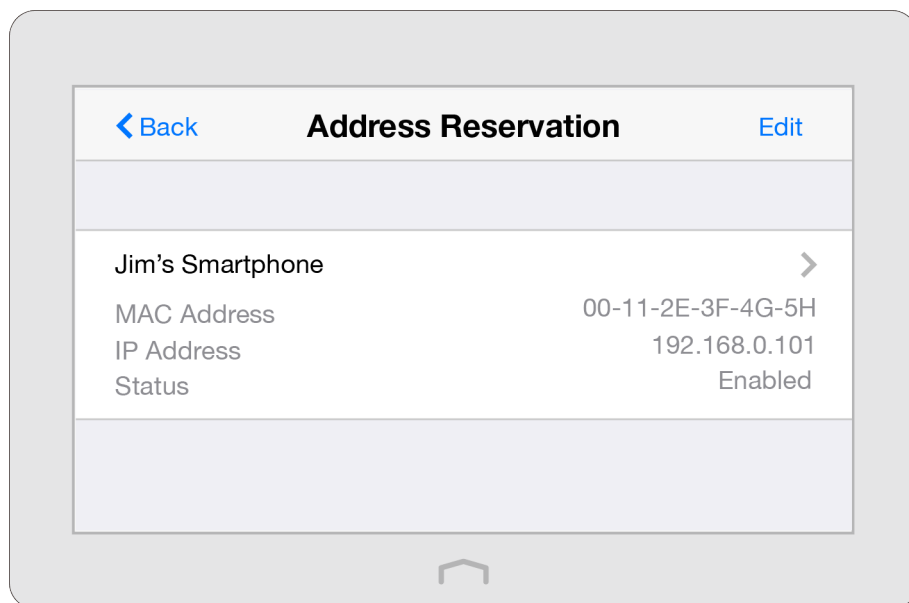 Back Address Reservation Edit
Jim's Smartphone
MAC Address 00-11-2E-3F-4G-5H
IP Address 192.168.0.101
Status Enabled